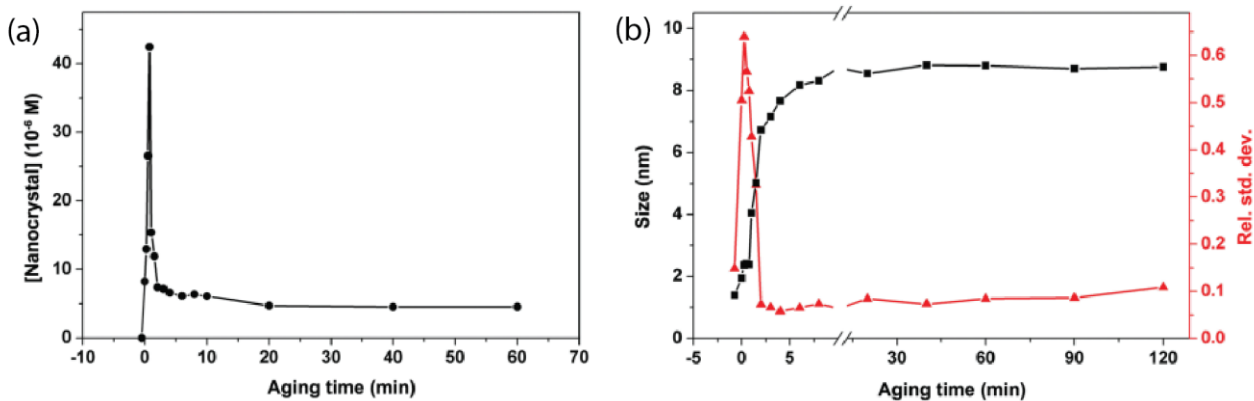 (a)
[Nanocrystal] (10⁻⁶ M)
40
30
20
10
0
-10 0 10 20 30 40 50 60 70
Aging time (min)
(b)
Size (nm)
10
8
6
4
2
0
-5 0 5 30 60 90 120
Aging time (min)
0.6
0.5
0.4
0.3
0.2
0.1
0.0
Rel. std. dev.